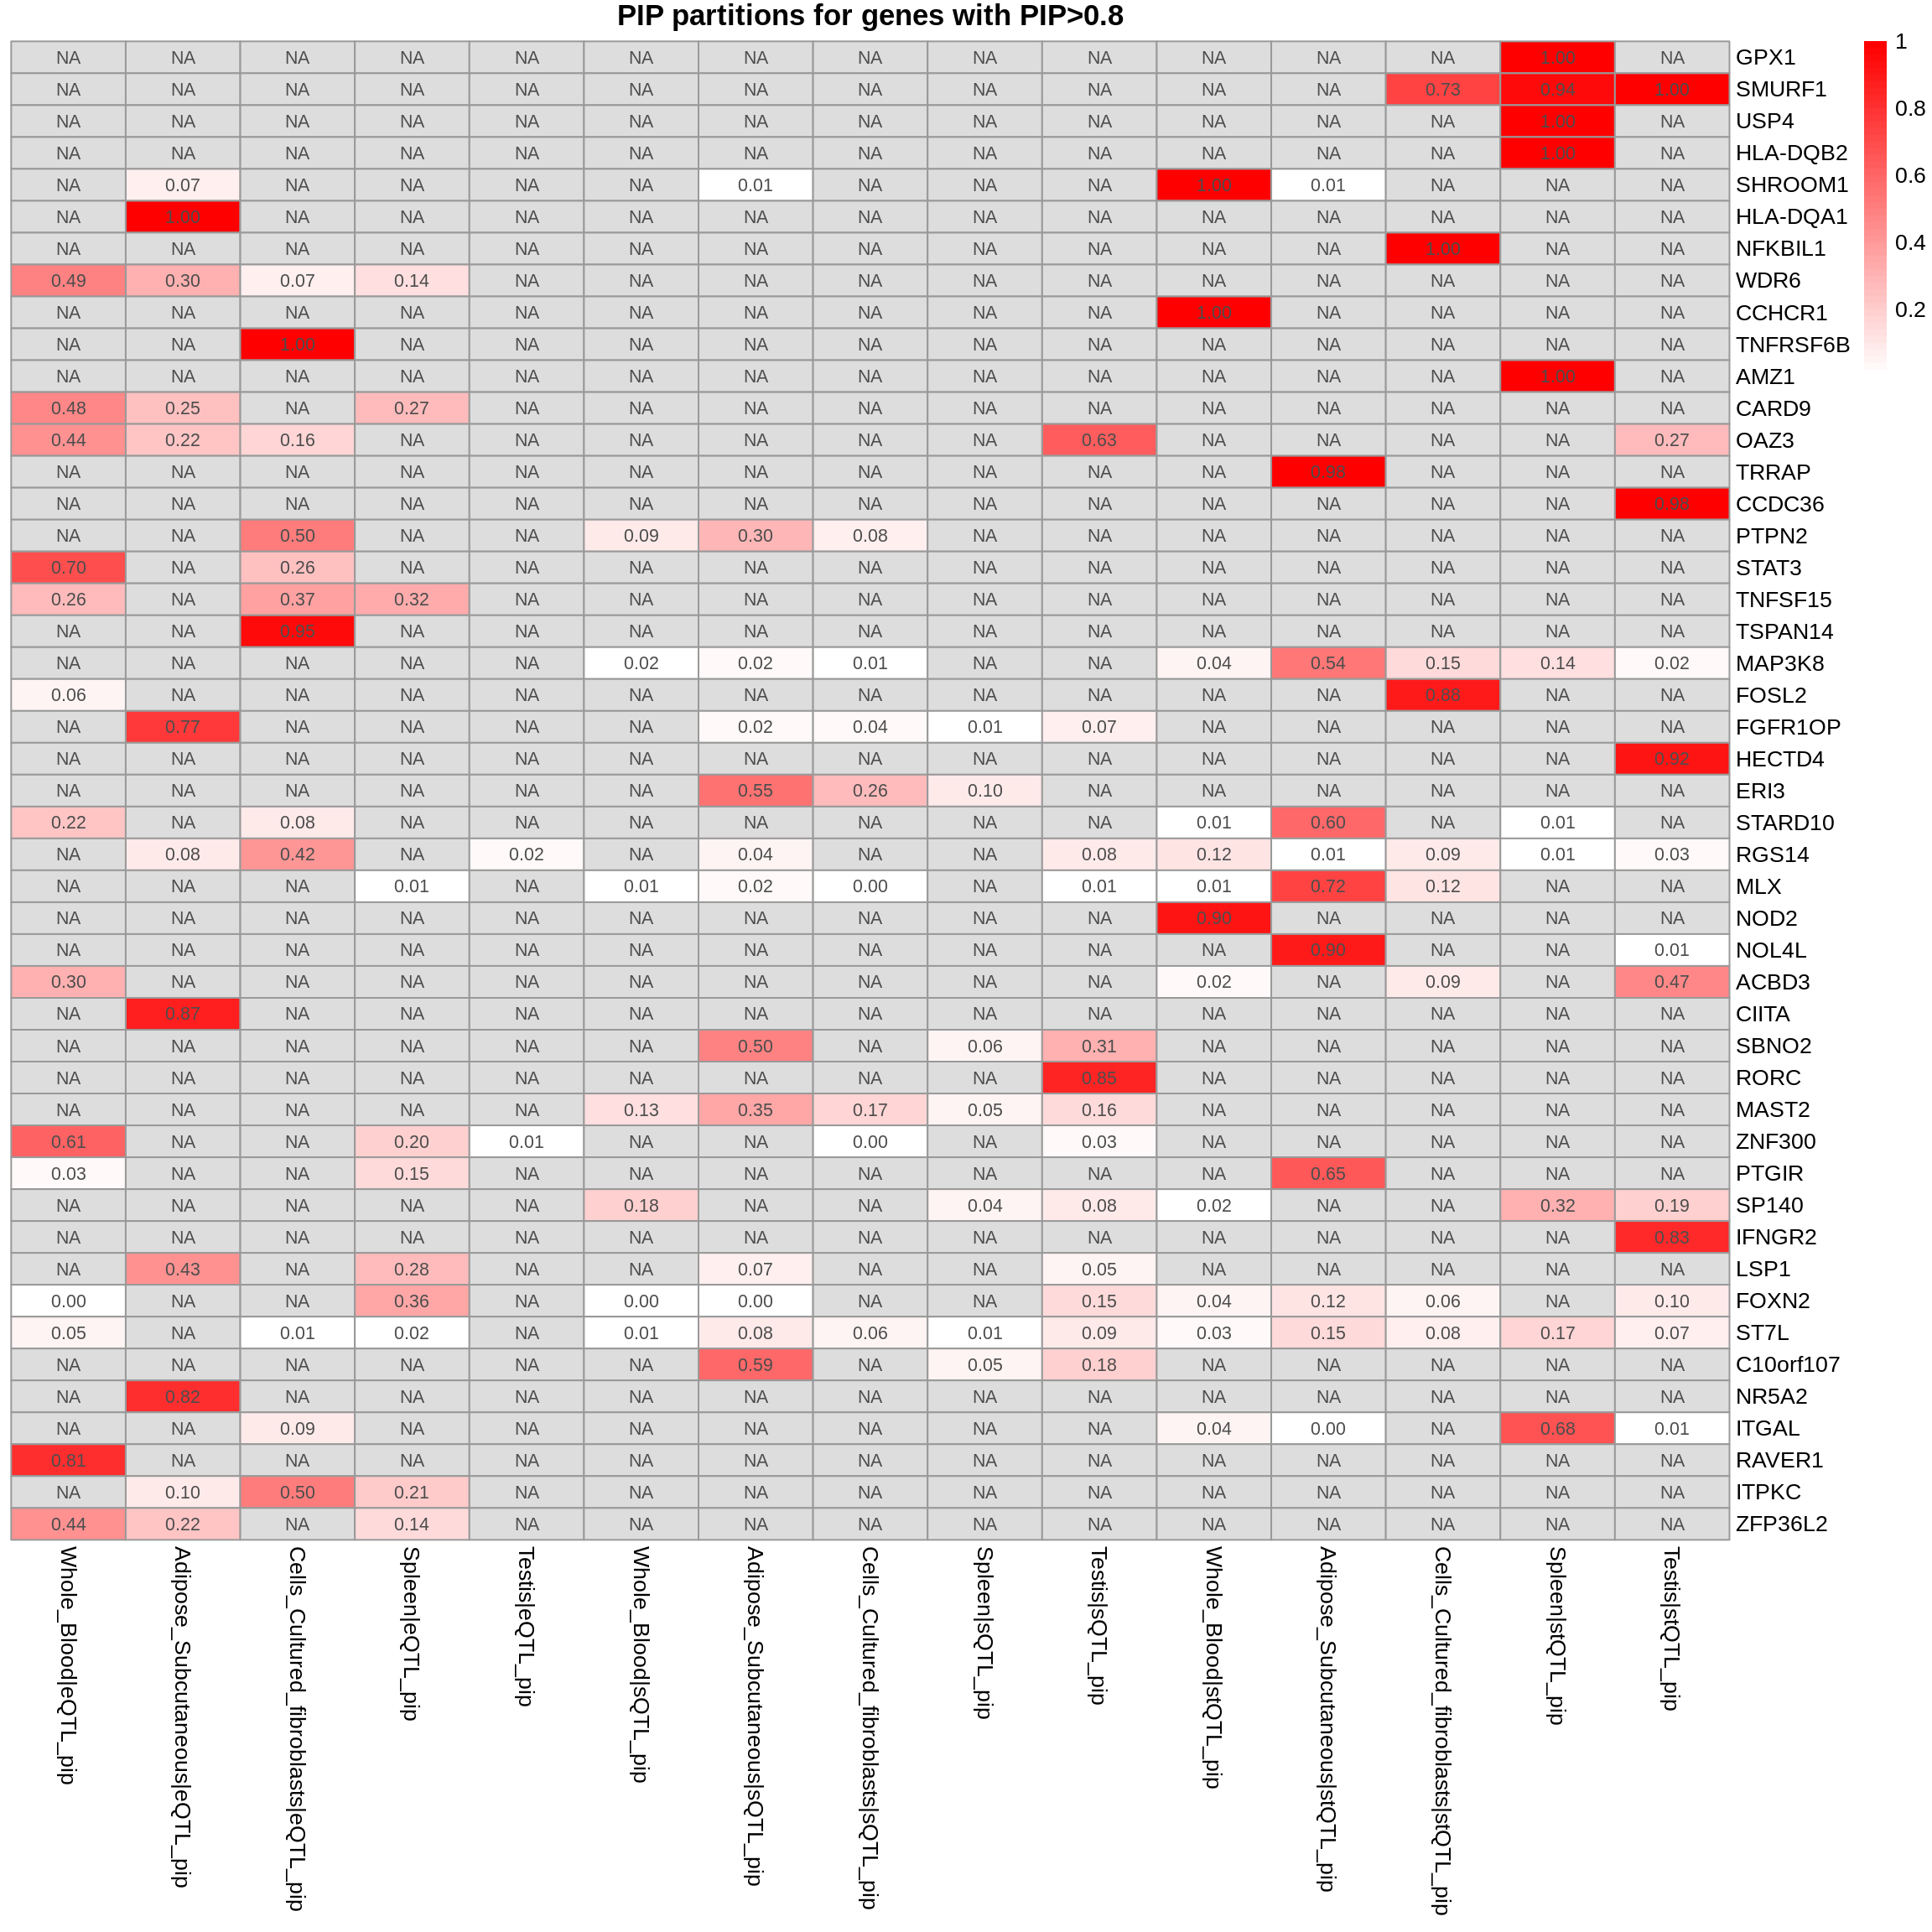 PIP partitions for genes with PIP>0.8
NA NA NA NA NA NA NA NA NA NA NA NA NA 1.00 NA GPX1
NA NA NA NA NA NA NA NA NA NA NA NA 0.73 0.94 1.00 SMURF1
NA NA NA NA NA NA NA NA NA NA NA NA NA 1.00 NA USP4
NA NA NA NA NA NA NA NA NA NA NA NA NA 1.00 NA HLA-DQB2
NA 0.07 NA NA NA NA 0.01 NA NA NA 1.00 0.01 NA NA NA SHROOM1
NA 1.00 NA NA NA NA NA NA NA NA NA NA NA NA NA HLA-DQA1
NA NA NA NA NA NA NA NA NA NA NA NA 1.00 NA NA NFKBIL1
0.49 0.30 0.07 0.14 NA NA NA NA NA NA NA NA NA NA NA WDR6
NA NA NA NA NA NA NA NA NA NA 1.00 NA NA NA NA CCHCR1
NA NA 1.00 NA NA NA NA NA NA NA NA NA NA NA NA TNFRSF6B
NA NA NA NA NA NA NA NA NA NA NA NA NA 1.00 NA AMZ1
0.48 0.25 NA 0.27 NA NA NA NA NA NA NA NA NA NA NA CARD9
0.44 0.22 0.16 NA NA NA NA NA NA 0.63 NA NA NA NA 0.27 OAZ3
NA NA NA NA NA NA NA NA NA NA NA 0.98 NA NA NA TRRAP
NA NA NA NA NA NA NA NA NA NA NA NA NA NA CCDC36
NA NA 0.50 NA NA 0.09 0.30 0.08 NA NA NA NA NA NA NA PTPN2
0.70 NA 0.26 NA NA NA NA NA NA NA NA NA NA NA NA STAT3
0.26 NA 0.37 0.32 NA NA NA NA NA NA NA NA NA NA NA TNFSF15
NA NA 0.95 NA NA NA NA NA NA NA NA NA NA NA NA TSPAN14
NA NA NA NA NA 0.02 0.02 0.01 NA NA 0.04 0.54 0.15 0.14 0.02 MAP3K8
0.06 NA NA NA NA NA NA NA NA NA NA NA 0.88 NA NA FOSL2
NA 0.77 NA NA NA NA 0.02 0.04 0.01 0.07 NA NA NA NA NA FGFR1OP
NA NA NA NA NA NA NA NA NA NA NA NA NA NA 0.92 HECTD4
NA NA NA NA NA NA 0.55 0.26 0.10 NA NA NA NA NA NA ERI3
0.22 NA 0.08 NA NA NA NA NA NA NA 0.01 0.60 NA 0.01 NA STARD10
NA 0.08 0.42 NA 0.02 NA 0.04 NA NA 0.08 0.12 0.01 0.09 0.01 0.03 RGS14
NA NA NA 0.01 NA 0.01 0.02 0.00 NA 0.01 0.01 0.72 0.12 NA NA MLX
NA NA NA NA NA NA NA NA NA NA 0.90 NA NA NA NA NOD2
NA NA NA NA NA NA NA NA NA NA NA 0.90 NA NA 0.01 NOL4L
0.30 NA NA NA NA NA NA NA NA NA 0.02 NA 0.09 NA 0.47 ACBD3
NA 0.87 NA NA NA NA NA NA NA NA NA NA NA NA NA CIITA
NA NA NA NA NA NA 0.50 NA 0.06 0.31 NA NA NA NA NA SBNO2
NA NA NA NA NA NA NA NA NA 0.85 NA NA NA NA NA RORC
NA NA NA NA NA 0.13 0.35 0.17 0.05 0.16 NA NA NA NA NA MAST2
0.61 NA NA 0.20 0.01 NA NA 0.00 NA 0.03 NA NA NA NA NA ZNF300
0.03 NA NA 0.15 NA NA NA NA NA NA NA 0.65 NA NA NA PTGIR
NA NA NA NA NA 0.18 NA NA 0.04 0.08 0.02 NA NA 0.32 0.19 SP140
NA NA NA NA NA NA NA NA NA NA NA NA NA NA 0.83 IFNGR2
NA 0.43 NA 0.28 NA NA 0.07 NA NA 0.05 NA NA NA NA NA LSP1
0.00 NA NA 0.36 NA 0.00 0.00 NA NA 0.15 0.04 0.12 0.06 NA 0.10 FOXN2
0.05 NA 0.01 0.02 NA 0.01 0.08 0.06 0.01 0.09 0.03 0.15 0.08 0.17 0.07 ST7L
NA NA NA NA NA NA 0.59 NA 0.05 0.18 NA NA NA NA NA C10orf107
NA 0.82 NA NA NA NA NA NA NA NA NA NA NA NA NA NR5A2
NA NA 0.09 NA NA NA NA NA NA NA 0.04 0.00 NA 0.68 0.01 ITGAL
0.81 NA NA NA NA NA NA NA NA NA NA NA NA NA NA RAVER1
NA 0.10 0.50 0.21 NA NA NA NA NA NA NA NA NA NA NA ITPKC
0.44 0.22 NA 0.14 NA NA NA NA NA NA NA NA NA NA NA ZFP36L2
Whole_Blood|eQTL_pip
Adipose_Subcutaneous|eQTL_pip
Cells_Cultured_fibroblasts|eQTL_pip
Spleen|eQTL_pip
Testis|eQTL_pip
Whole_Blood|sQTL_pip
Adipose_Subcutaneous|sQTL_pip
Cells_Cultured_fibroblasts|sQTL_pip
Spleen|sQTL_pip
Testis|sQTL_pip
Whole_Blood|stQTL_pip
Adipose_Subcutaneous|stQTL_pip
Cells_Cultured_fibroblasts|stQTL_pip
Spleen|stQTL_pip
Testis|stQTL_pip
1
0.8
0.6
0.4
0.2